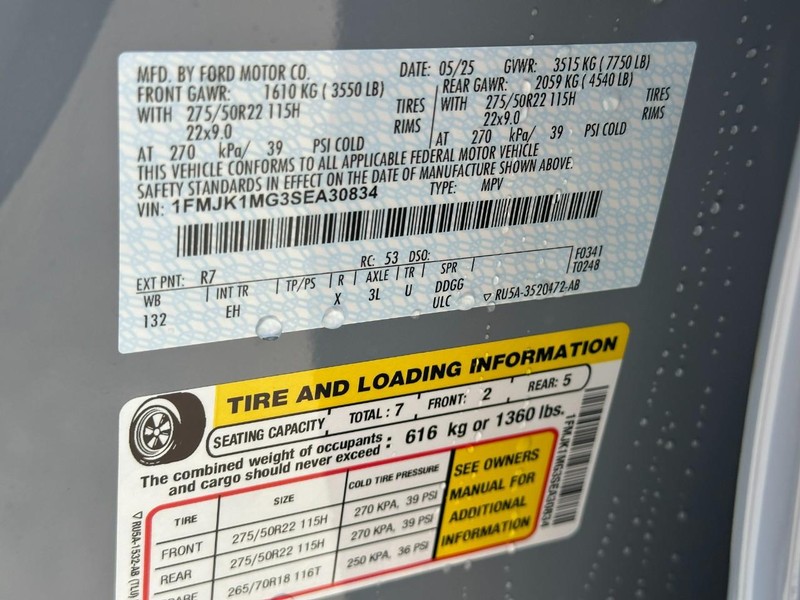 MFD. BY FORD MOTOR CO. DATE: 05/25 GVWR: 3515 KG ( 7750 LB)
FRONT GAWR: 1610 KG ( 3550 LB) REAR GAWR: 2059 KG ( 4540 LB)
WITH 275/50R22 115H TIRES WITH 275/50R22 115H TIRES
22x9.0 RIMS 22x9.0 RIMS
AT 270 kPa/ 39 PSI COLD AT 270 kPa/ 39 PSI COLD
THIS VEHICLE CONFORMS TO ALL APPLICABLE FEDERAL MOTOR VEHICLE
SAFETY STANDARDS IN EFFECT ON THE DATE OF MANUFACTURE SHOWN ABOVE.
VIN: 1FMJK1MG3SEA30834 TYPE: MPV
EXT PNT: R7 RC: 53 DSO: F0341
WB INT TR TP/PS R AXLE TR SPR T0248
132 EH X 3L U DDGG
ULC ▽ RU5A-3520472-AB
TIRE AND LOADING INFORMATION
SEATING CAPACITY TOTAL : 7 FRONT: 2 REAR: 5
The combined weight of occupants and cargo should never exceed : 616 kg or 1360 lbs.
TIRE SIZE COLD TIRE PRESSURE
FRONT 275/50R22 115H 270 KPA, 39 PSI
REAR 275/50R22 115H 270 KPA, 39 PSI
265/70R18 116T 250 KPA, 36 PSI
SEE OWNERS
MANUAL FOR
ADDITIONAL
INFORMATION
1FMJK1MG3SEA30834
▽ RU5A-1532-AB (TLU)